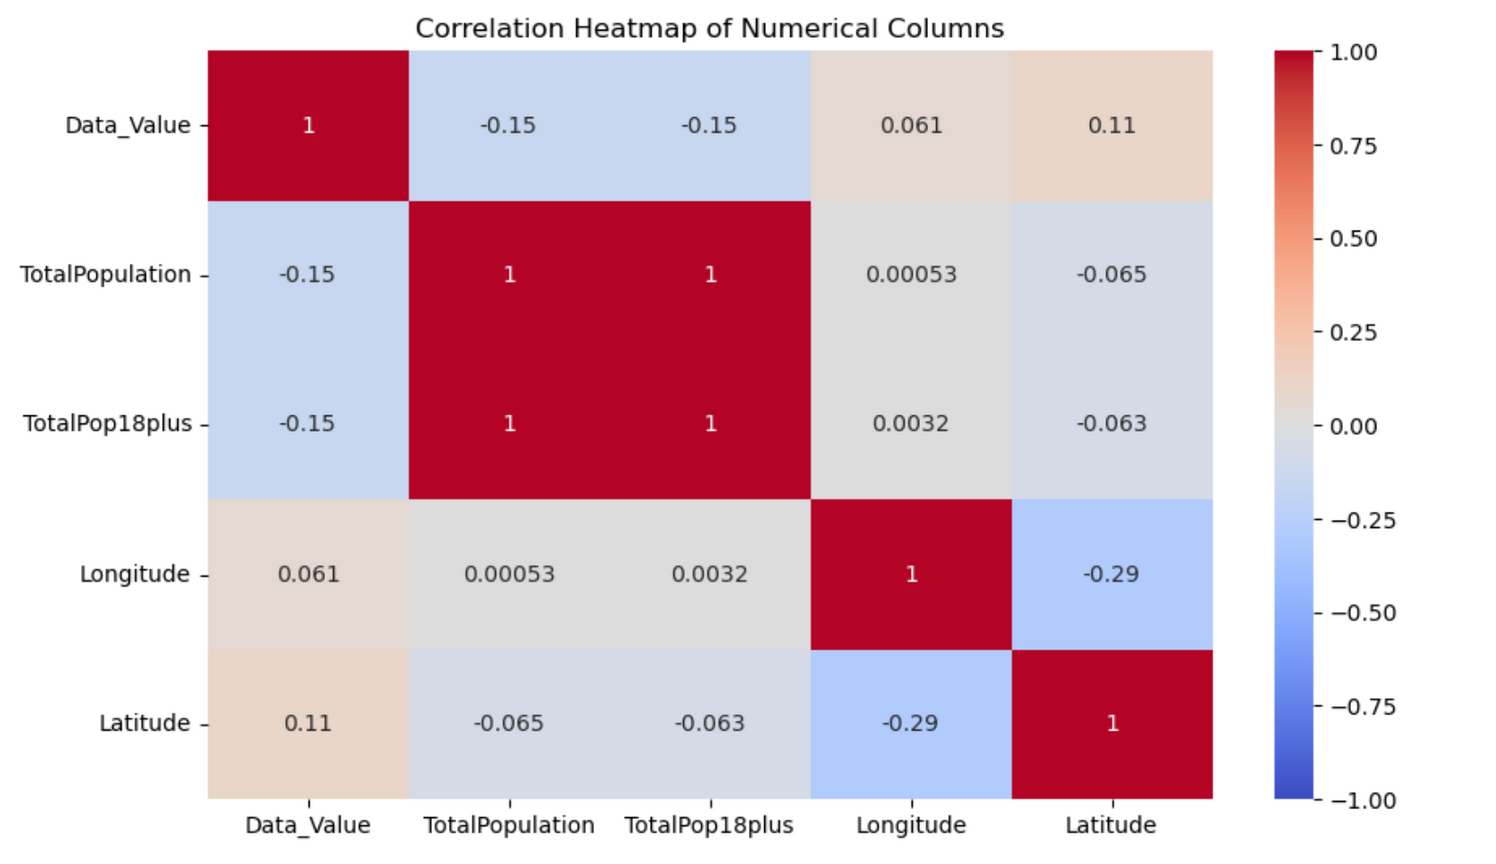 Correlation Heatmap of Numerical Columns
Data_Value 1 -0.15 -0.15 0.061 0.11
TotalPopulation -0.15 1 1 0.00053 -0.065
TotalPop18plus -0.15 1 1 0.0032 -0.063
Longitude 0.061 0.00053 0.0032 1 -0.29
Latitude 0.11 -0.065 -0.063 -0.29 1
Data_Value TotalPopulation TotalPop18plus Longitude Latitude
1.00
0.75
0.50
0.25
0.00
−0.25
−0.50
−0.75
−1.00